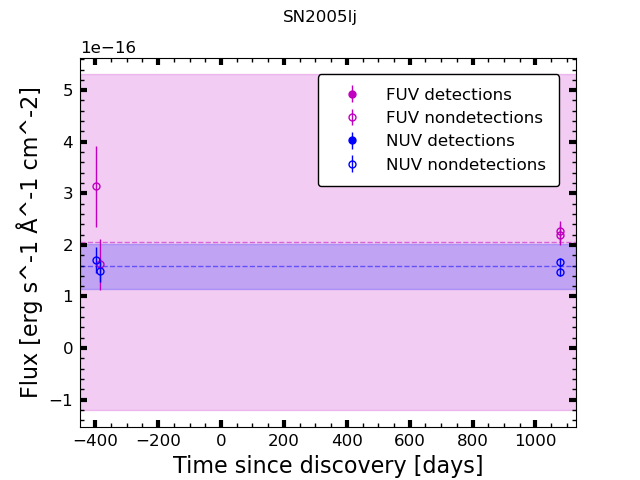 SN2005lj
1e−16
5
4
3
2
1
0
−1
Flux [erg s^-1 Å^-1 cm^-2]
FUV detections
FUV nondetections
NUV detections
NUV nondetections
−400 −200 0 200 400 600 800 1000
Time since discovery [days]